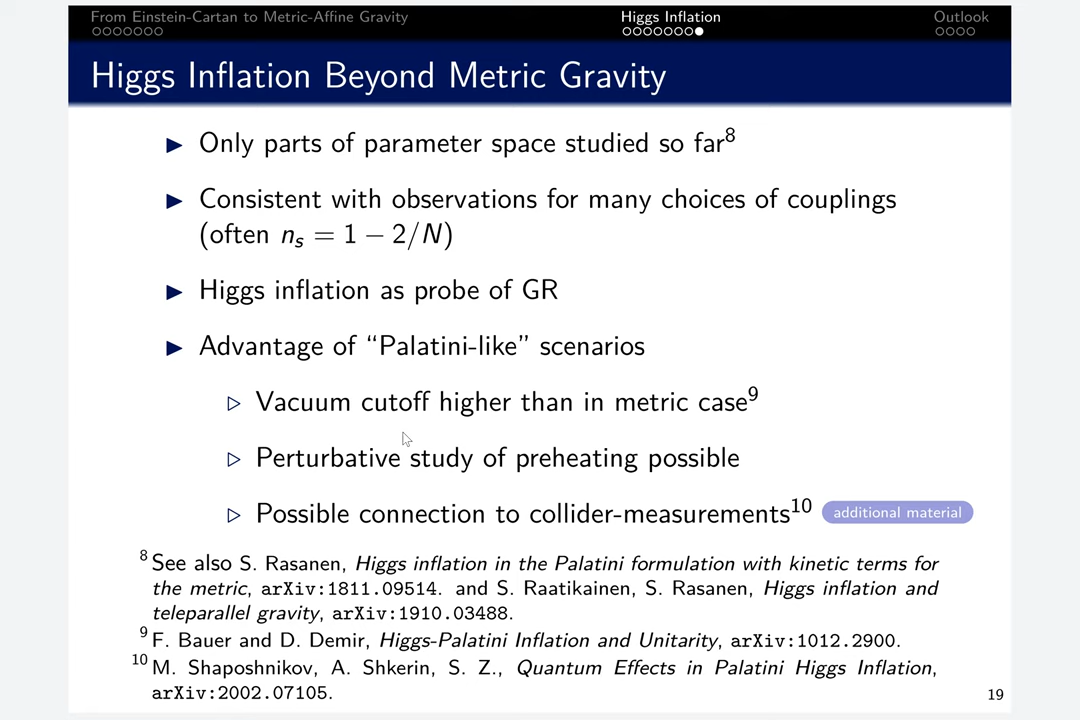 From Einstein-Cartan to Metric-Affine Gravity
Higgs Inflation
Outlook
Higgs Inflation Beyond Metric Gravity
Only parts of parameter space studied so far⁸
Consistent with observations for many choices of couplings
(often nₛ = 1 − 2/N)
Higgs inflation as probe of GR
Advantage of “Palatini-like” scenarios
Vacuum cutoff higher than in metric case⁹
Perturbative study of preheating possible
Possible connection to collider-measurements¹⁰ additional material
⁸See also S. Rasanen, Higgs inflation in the Palatini formulation with kinetic terms for
the metric, arXiv:1811.09514. and S. Raatikainen, S. Rasanen, Higgs inflation and
teleparallel gravity, arXiv:1910.03488.
⁹F. Bauer and D. Demir, Higgs-Palatini Inflation and Unitarity, arXiv:1012.2900.
¹⁰M. Shaposhnikov, A. Shkerin, S. Z., Quantum Effects in Palatini Higgs Inflation,
arXiv:2002.07105.
19